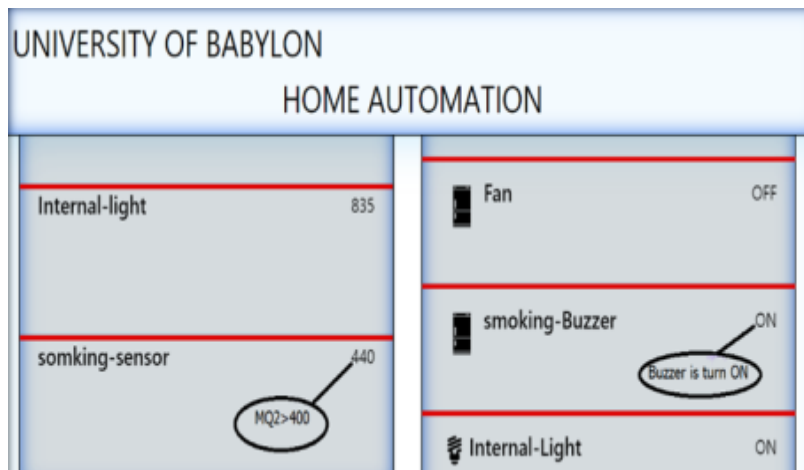 UNIVERSITY OF BABYLON
HOME AUTOMATION
Internal-light 835
somking-sensor 440
MQ2>400
Fan OFF
smoking-Buzzer ON
Buzzer is turn ON
Internal-Light ON